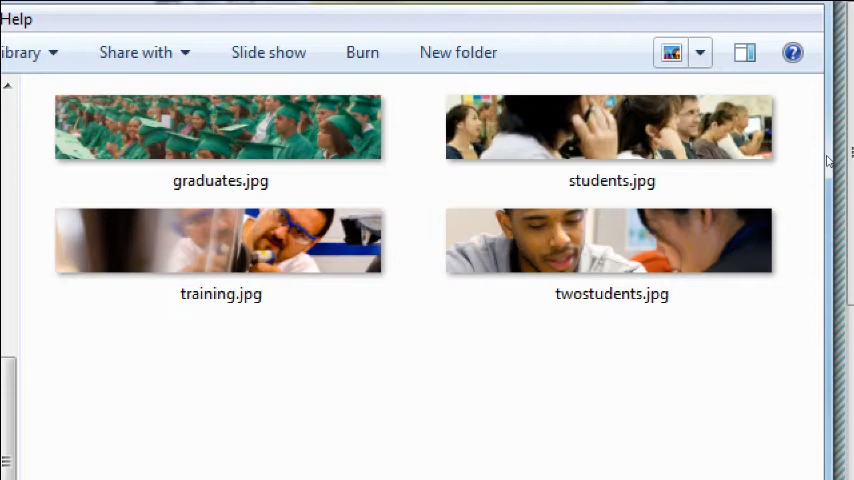 Help
ibrary Share with Slide show Burn New folder
graduates.jpg students.jpg
training.jpg twostudents.jpg